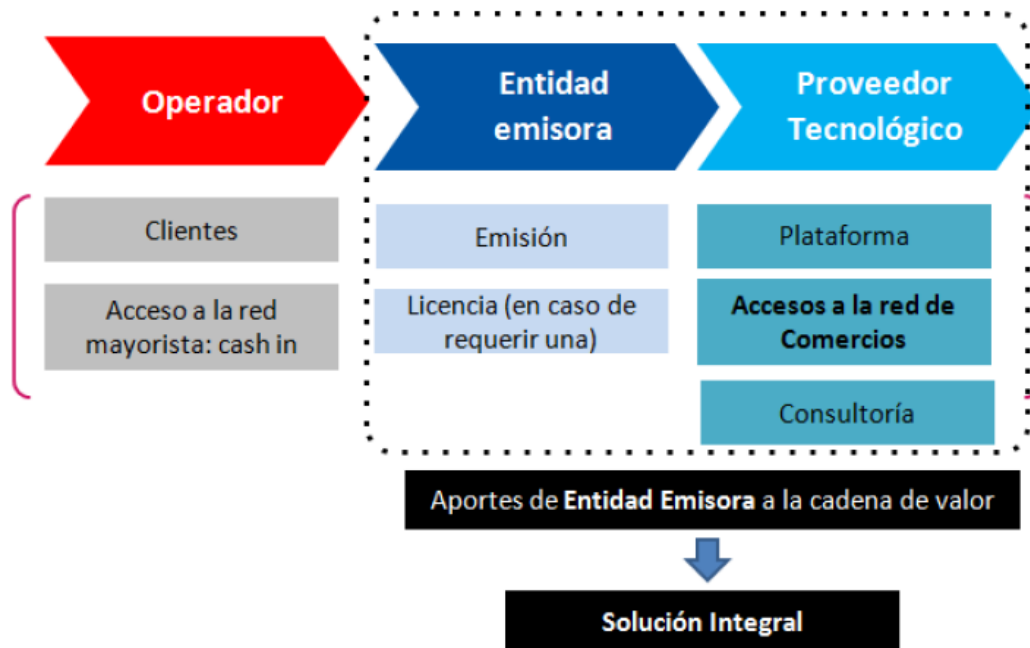 Operador
Entidad
emisora
Proveedor
Tecnológico
Clientes
Acceso a la red
mayorista: cash in
Emisión
Licencia (en caso de
requerir una)
Plataforma
Accesos a la red de
Comercios
Consultoría
Aportes de Entidad Emisora a la cadena de valor
Solución Integral